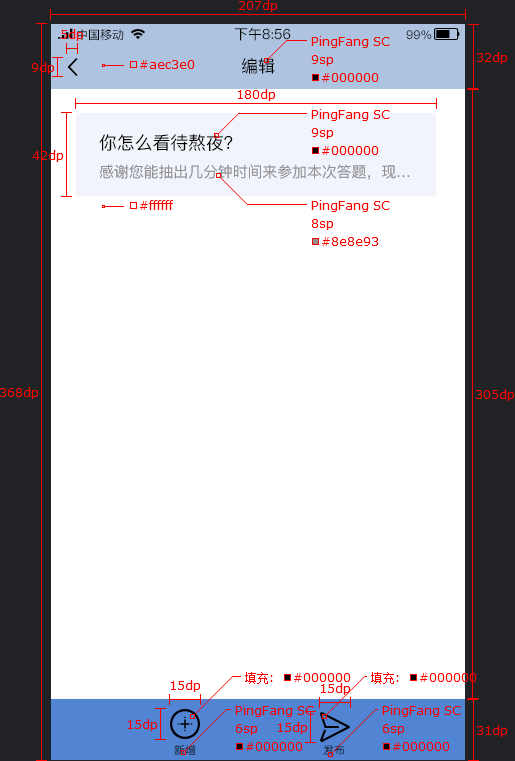 207dp
5dp
中国移动
下午8:56
99%
PingFang SC
9sp
#000000
32dp
9dp
#aec3e0
编辑
180dp
PingFang SC
9sp
#000000
42dp
你怎么看待熬夜?
感谢您能抽出几分钟时间来参加本次答题，现...
#ffffff
PingFang SC
8sp
#8e8e93
368dp
305dp
填充：#000000
填充：#000000
15dp
15dp
15dp
PingFang SC
6sp
#000000
新增
15dp
PingFang SC
6sp
#000000
发布
31dp